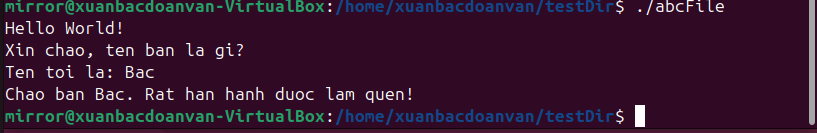 mirror@xuanbacdoanvan-VirtualBox:/home/xuanbacdoanvan/testDir$ ./abcFile
Hello World!
Xin chao, ten ban la gi?
Ten toi la: Bac
Chao ban Bac. Rat han hanh duoc lam quen!
mirror@xuanbacdoanvan-VirtualBox:/home/xuanbacdoanvan/testDir$